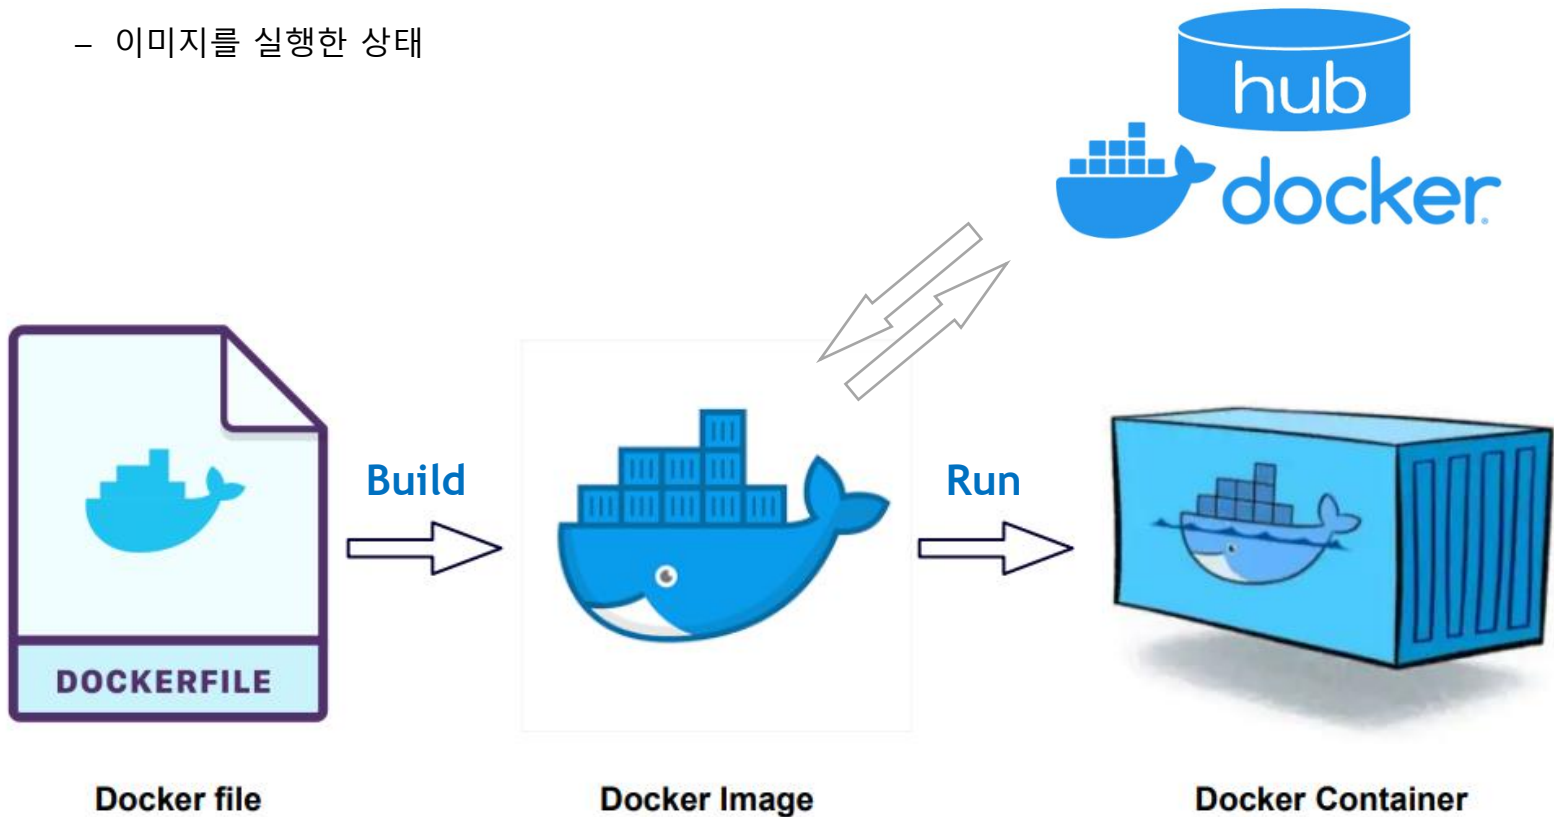 – 이미지를 실행한 상태
hub
docker
Build
Run
DOCKERFILE
Docker file
Docker Image
Docker Container